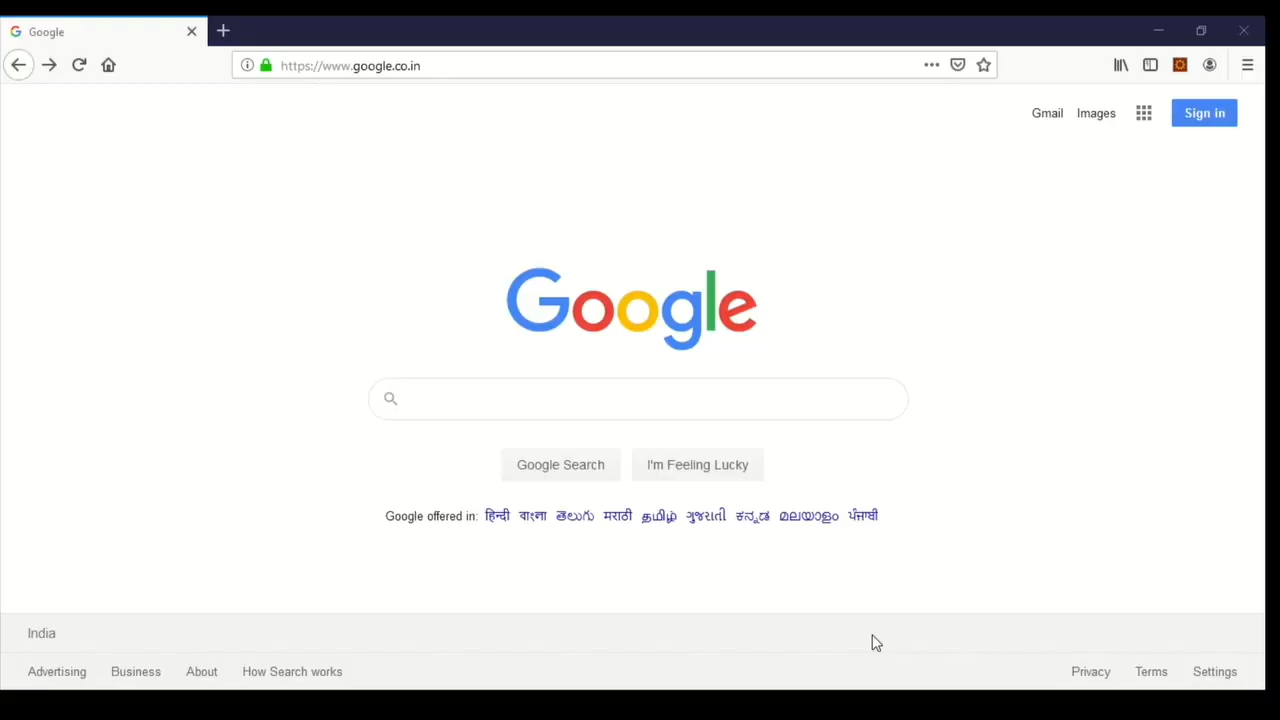 Google
https://www.google.co.in
Gmail Images Sign in
Google
Google Search I'm Feeling Lucky
Google offered in: हिन्दी বাংলা తెలుగు मराठी தமிழ் ગુજરાતી ಕನ್ನಡ മലയാളം ਪੰਜਾਬੀ
India
Advertising Business About How Search works Privacy Terms Settings